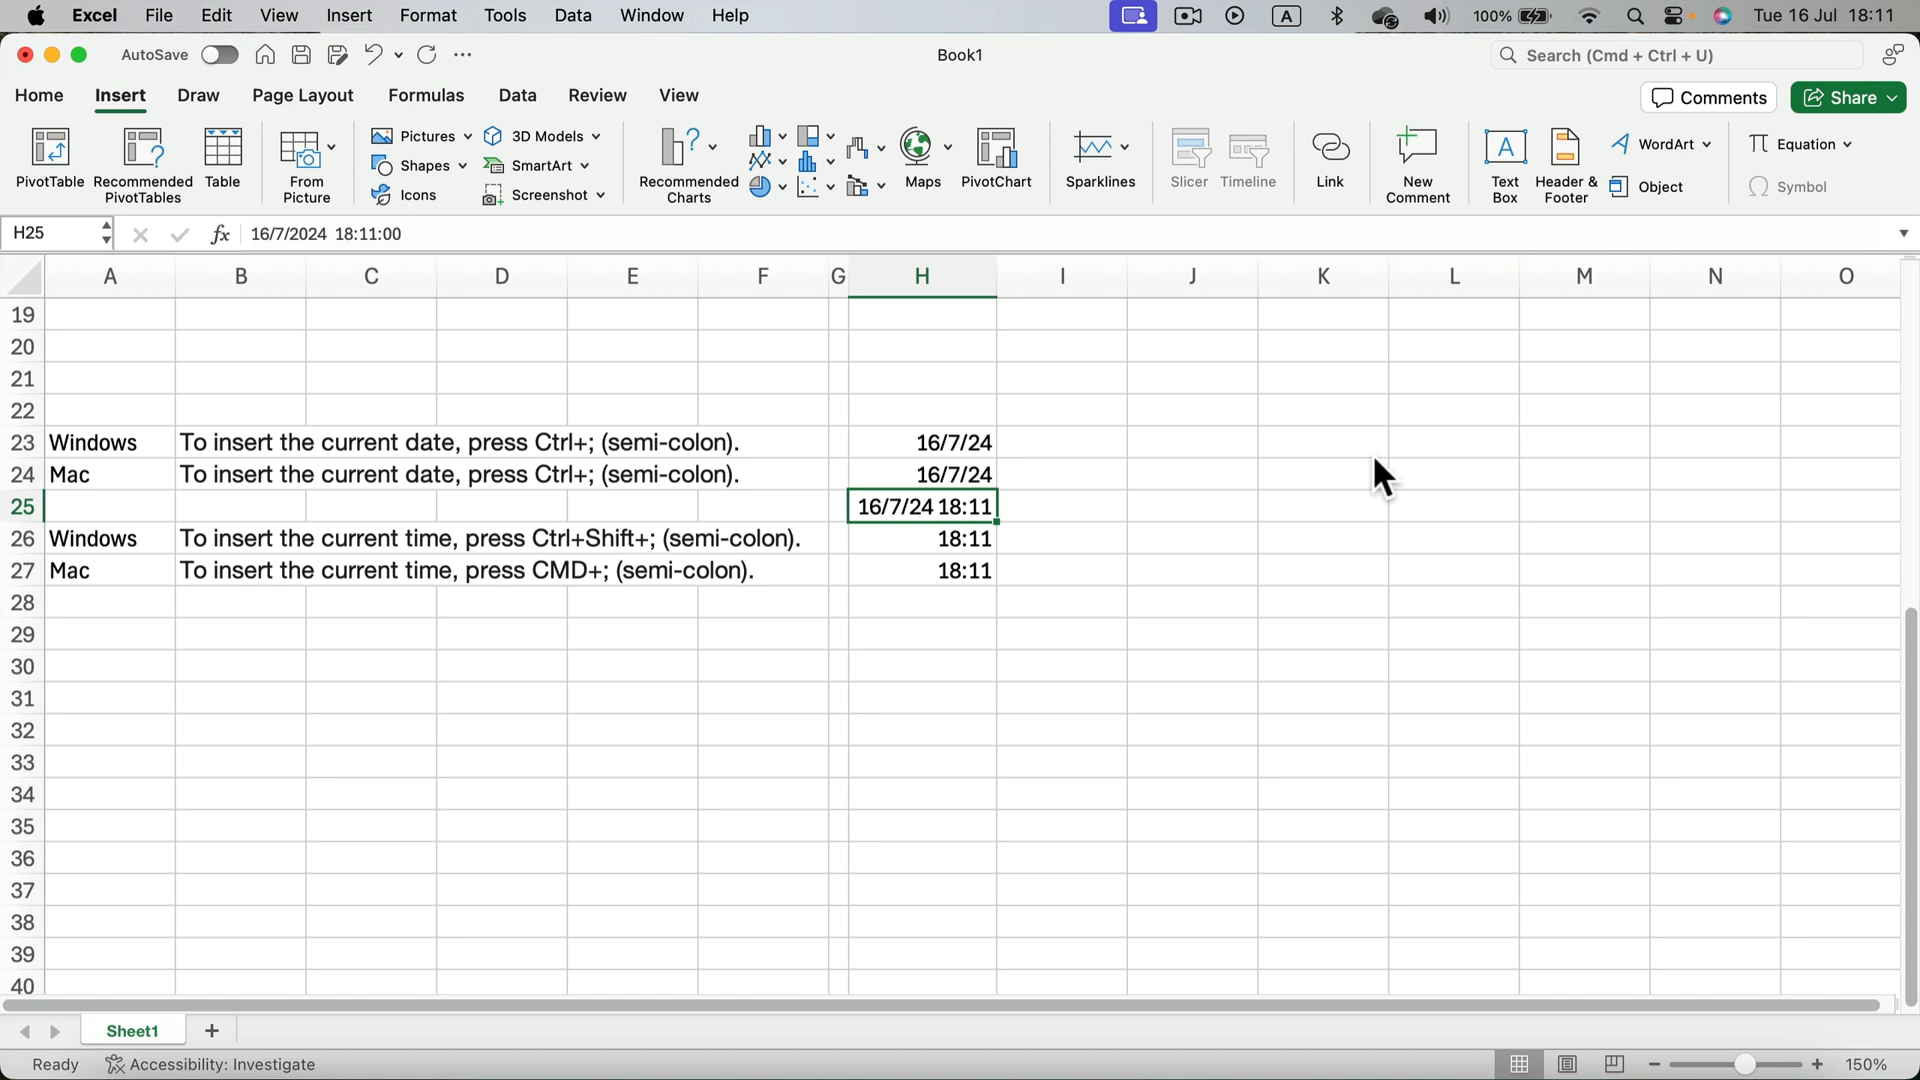 Excel File Edit View Insert Format Tools Data Window Help A 100% Tue 16 Jul 18:11
AutoSave Book1 Search (Cmd + Ctrl + U)
Home Insert Draw Page Layout Formulas Data Review View Comments Share
PivotTable
Recommended PivotTables
Table
From Picture
Pictures
Shapes
Icons
3D Models
SmartArt
Screenshot
Recommended Charts
Maps
PivotChart
Sparklines
Slicer
Timeline
Link
New Comment
A
Text Box
Header & Footer
WordArt
Object
Equation
Symbol
H25 fx 16/7/2024 18:11:00
A B C D E F G H I J K L M N O
19
20
21
22
23 Windows To insert the current date, press Ctrl+; (semi-colon). 16/7/24
24 Mac To insert the current date, press Ctrl+; (semi-colon). 16/7/24
25 16/7/24 18:11
26 Windows To insert the current time, press Ctrl+Shift+; (semi-colon). 18:11
27 Mac To insert the current time, press CMD+; (semi-colon). 18:11
28
29
30
31
32
33
34
35
36
37
38
39
40
Sheet1 +
Ready Accessibility: Investigate 150%